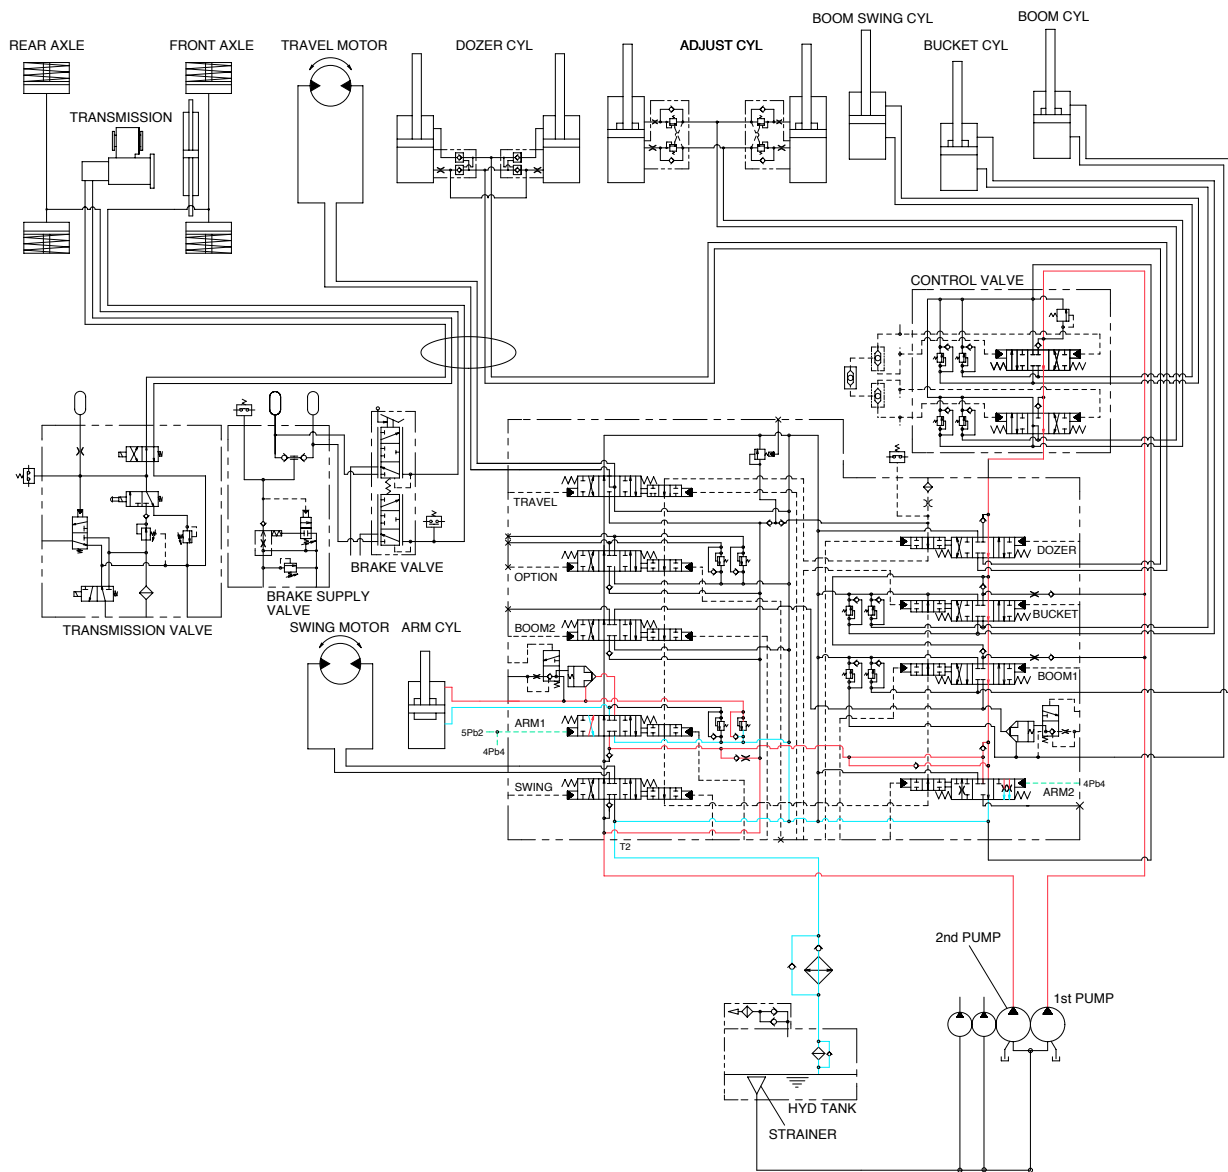 BOOM SWING CYL
BOOM CYL
REAR AXLE
FRONT AXLE
TRAVEL MOTOR
DOZER CYL
ADJUST CYL
BUCKET CYL
TRANSMISSION
CONTROL VALVE
TRAVEL
DOZER
BRAKE VALVE
OPTION
BRAKE SUPPLY
VALVE
BUCKET
TRANSMISSION VALVE
SWING MOTOR
ARM CYL
BOOM2
BOOM1
ARM1
5Pb2
4Pb4
SWING
4Pb4
ARM2
T2
2nd PUMP
1st PUMP
HYD TANK
STRAINER